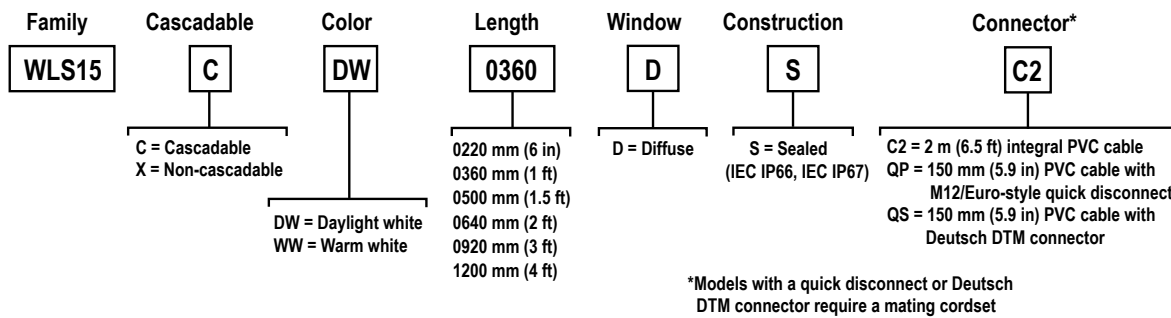 Family Cascadable Color Length Window Construction Connector*
WLS15 C DW 0360 D S C2
C = Cascadable
X = Non-cascadable
DW = Daylight white
WW = Warm white
0220 mm (6 in)
0360 mm (1 ft)
0500 mm (1.5 ft)
0640 mm (2 ft)
0920 mm (3 ft)
1200 mm (4 ft)
D = Diffuse
S = Sealed
(IEC IP66, IEC IP67)
C2 = 2 m (6.5 ft) integral PVC cable
QP = 150 mm (5.9 in) PVC cable with
M12/Euro-style quick disconnect
QS = 150 mm (5.9 in) PVC cable with
Deutsch DTM connector
*Models with a quick disconnect or Deutsch
DTM connector require a mating cordset